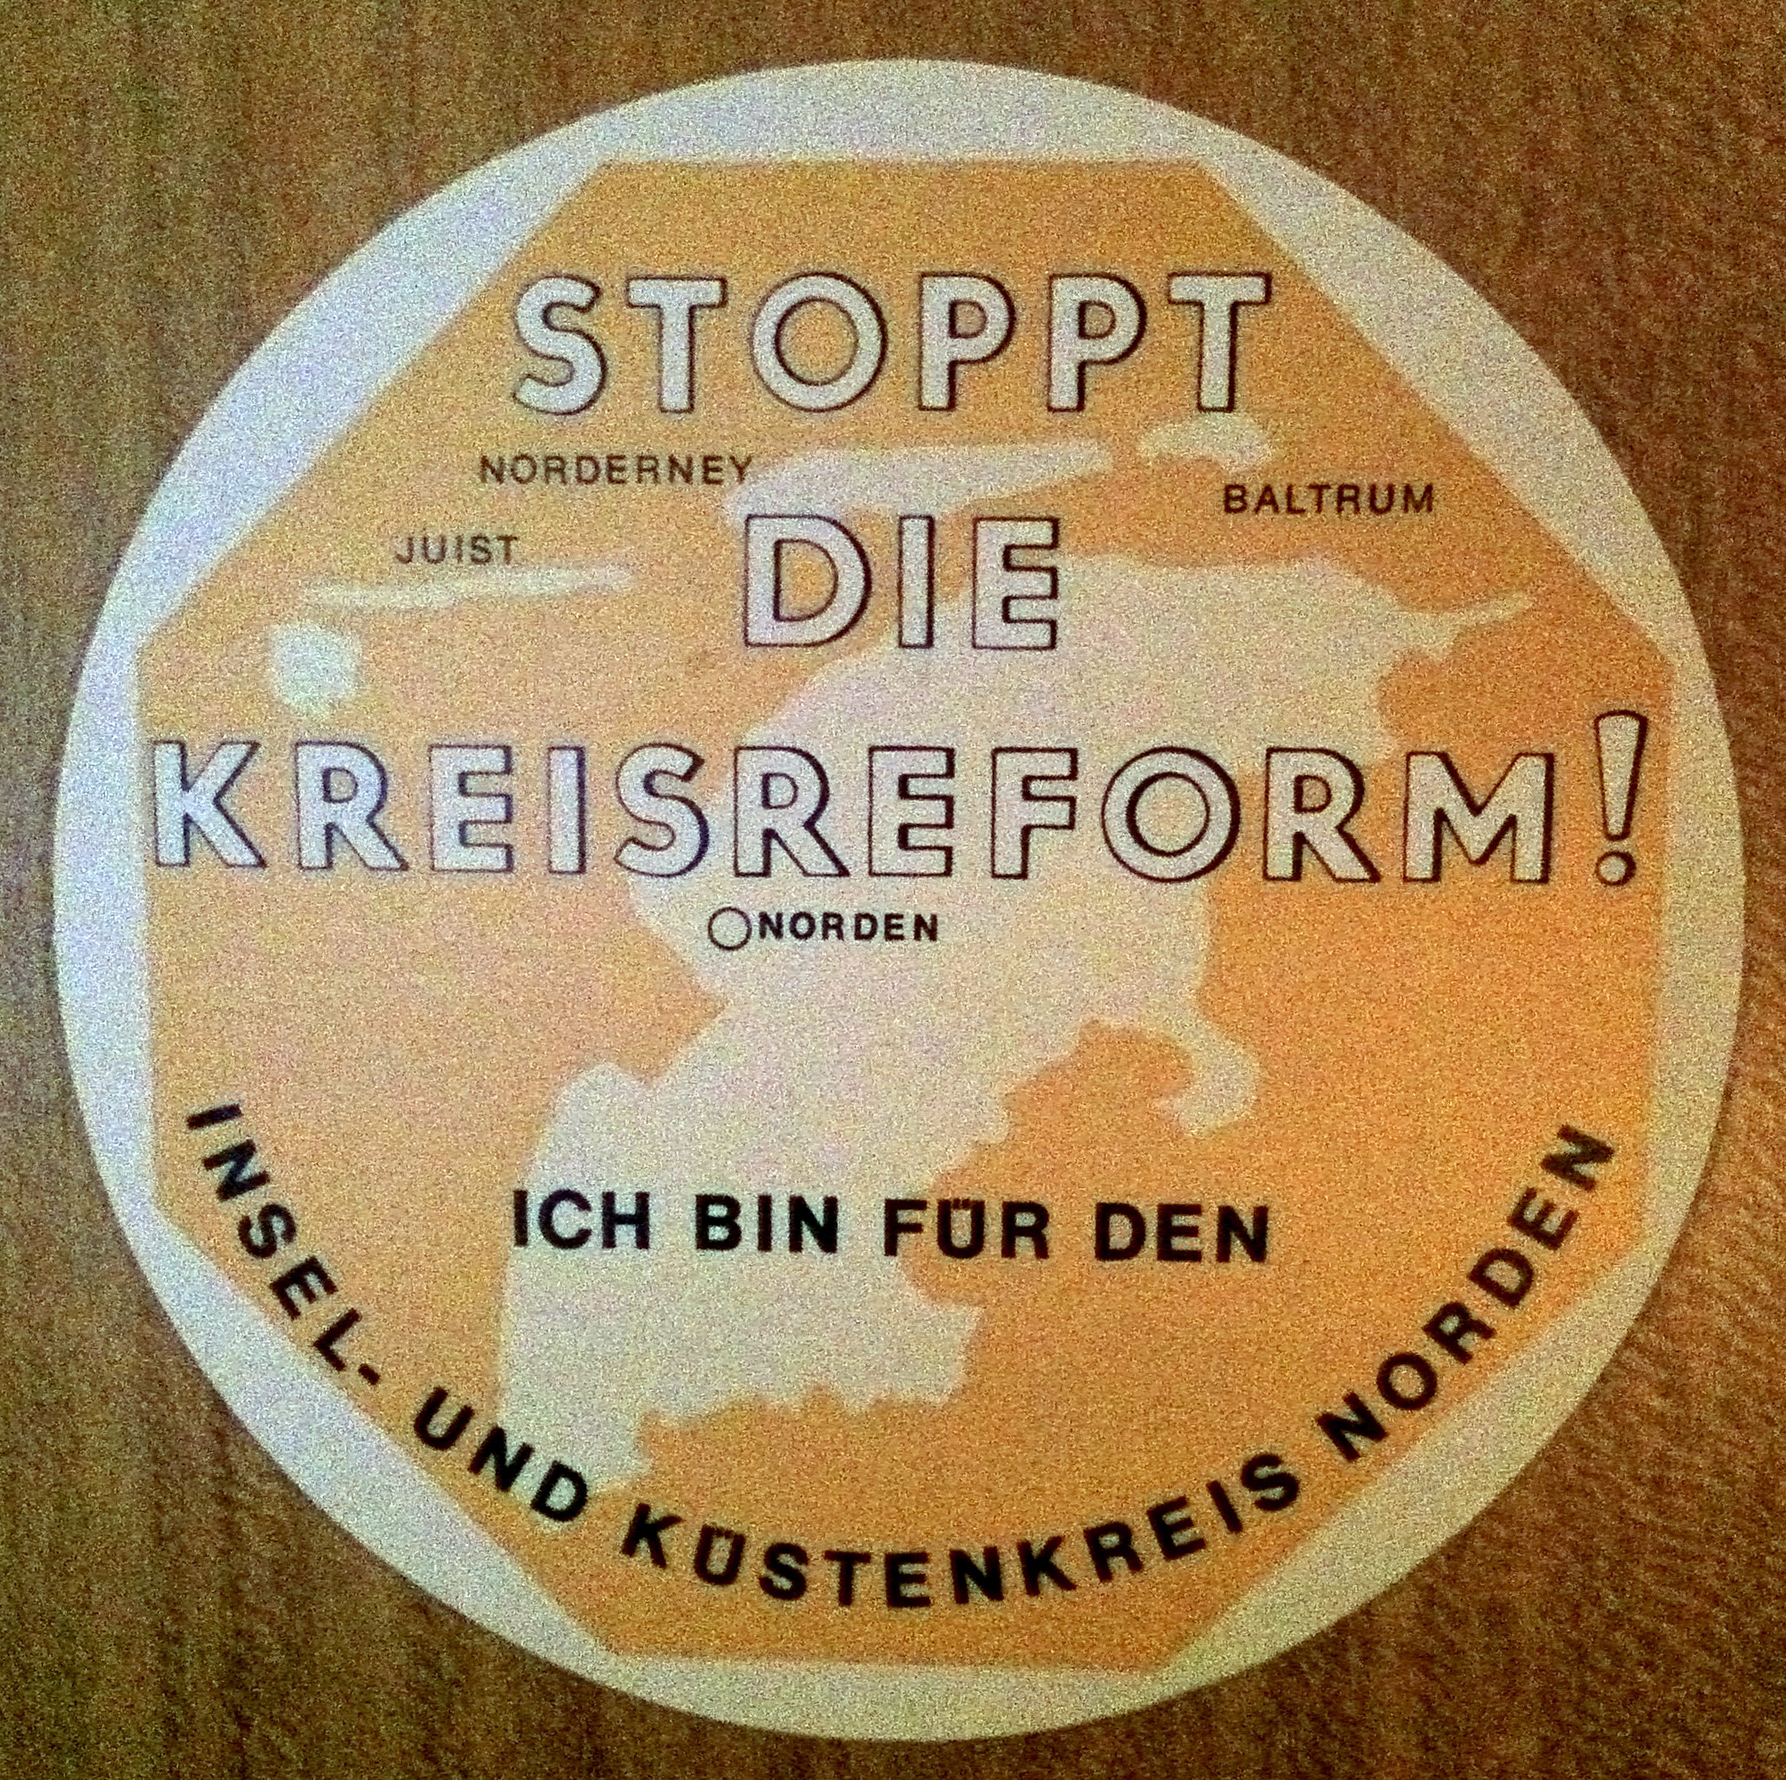 STOPPT
NORDERNEY
BALTRUM
JUIST
DIE
KREISREFORM!
NORDEN
ICH BIN FÜR DEN
INSEL- UND KÜSTENKREIS NORDEN